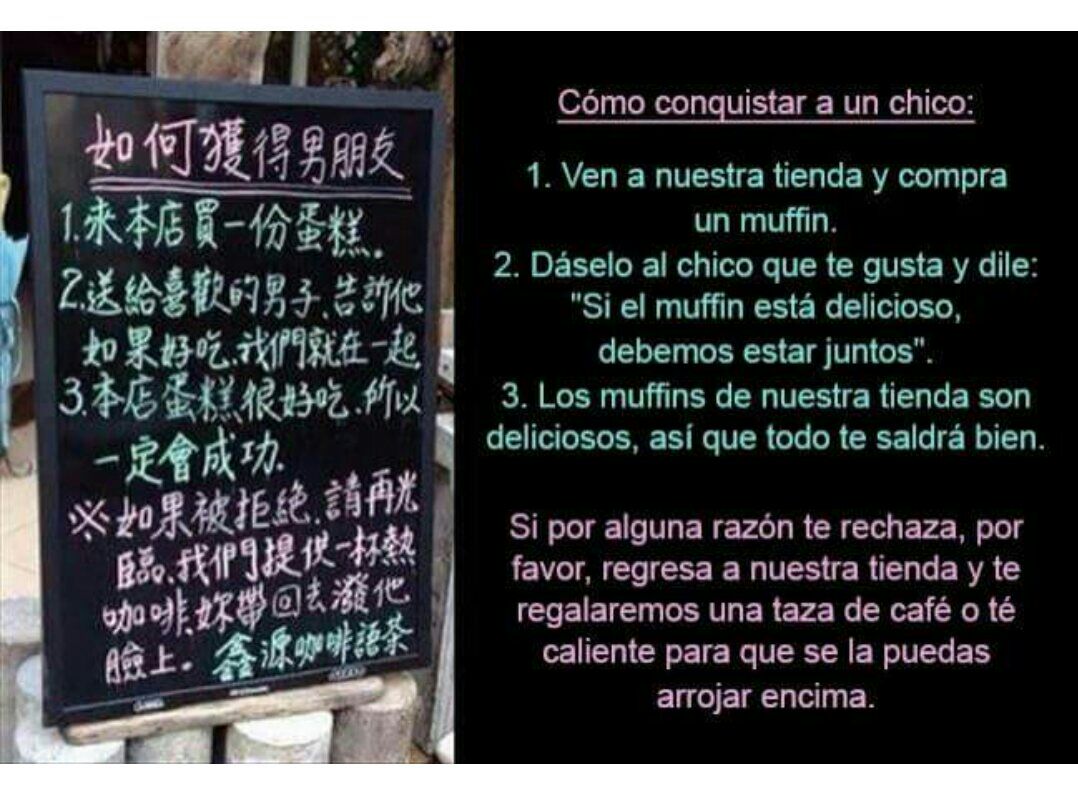 如何獲得男朋友
1.來本店買一份蛋糕.
2.送給喜歡的男子.告訴他
如果好吃.我們就在一起
3.本店蛋糕很好吃.所以
一定會成功.
※如果被拒絕.請再光
臨.我們提供一杯熱
咖啡.妳帶回去潑他
臉上。鑫源咖啡語茶
Cómo conquistar a un chico:
1. Ven a nuestra tienda y compra
un muffin.
2. Dáselo al chico que te gusta y dile:
"Si el muffin está delicioso,
debemos estar juntos".
3. Los muffins de nuestra tienda son
deliciosos, así que todo te saldrá bien.
Si por alguna razón te rechaza, por
favor, regresa a nuestra tienda y te
regalaremos una taza de café o té
caliente para que se la puedas
arrojar encima.